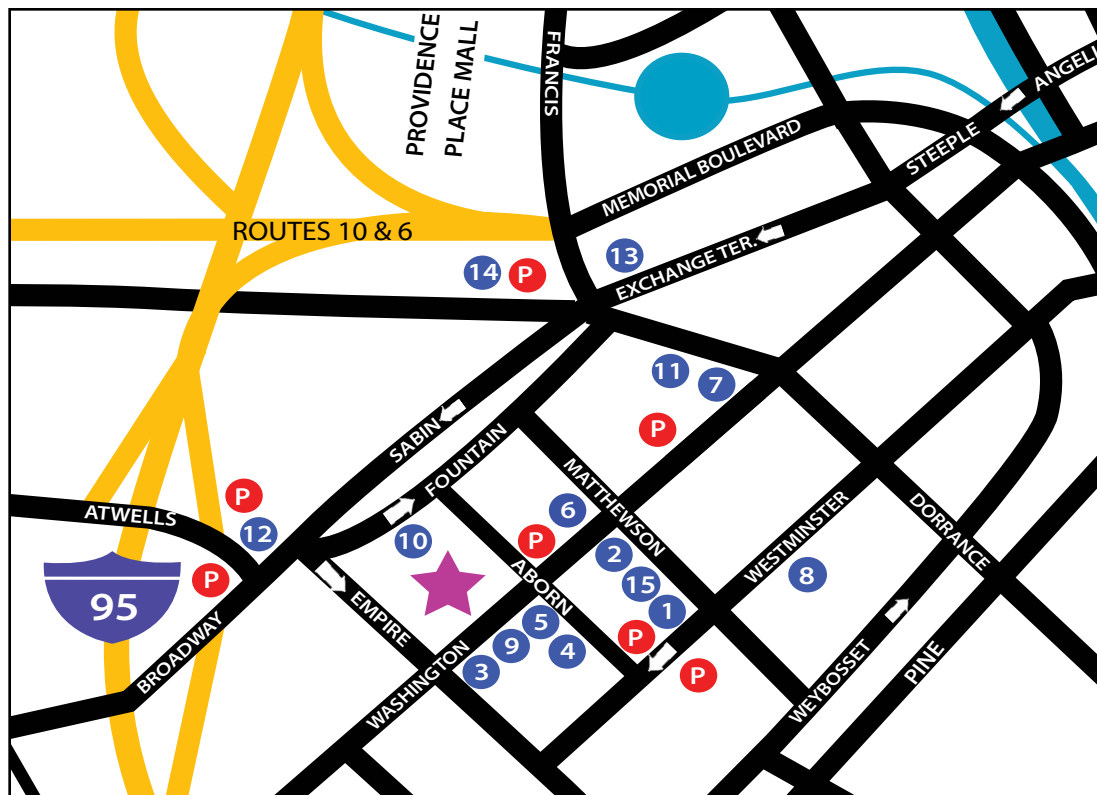 PROVIDENCE
PLACE MALL
FRANCIS
ANGELL
STEEPLE
MEMORIAL BOULEVARD
ROUTES 10 & 6
13
EXCHANGE TER.
14
P
11
7
P
SABIN
FOUNTAIN
MATTHEWSON
ATWELLS
P
12
10
6
P
2
WESTMINSTER
DORRANCE
95
P
ABORN
15
8
EMPIRE
1
5
P
9
4
BROADWAY
WASHINGTON
3
P
WEYBOSSET
PINE